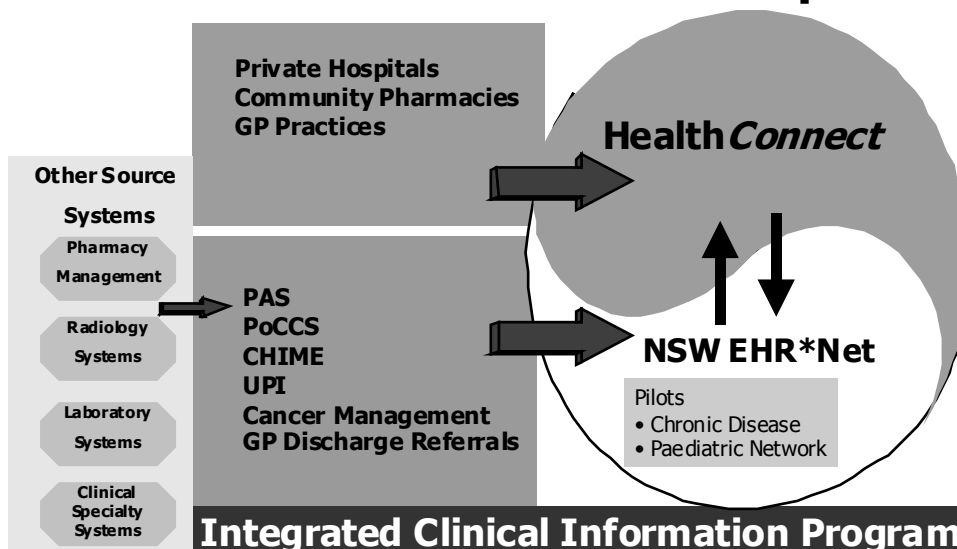 Private Hospitals
Community Pharmacies
GP Practices
HealthConnect
Other Source
Systems
Pharmacy
Management
Radiology
Systems
Laboratory
Systems
Clinical
Specialty
Systems
PAS
PoCCS
CHIME
UPI
Cancer Management
GP Discharge Referrals
NSW EHR*Net
Pilots
• Chronic Disease
• Paediatric Network
Integrated Clinical Information Program